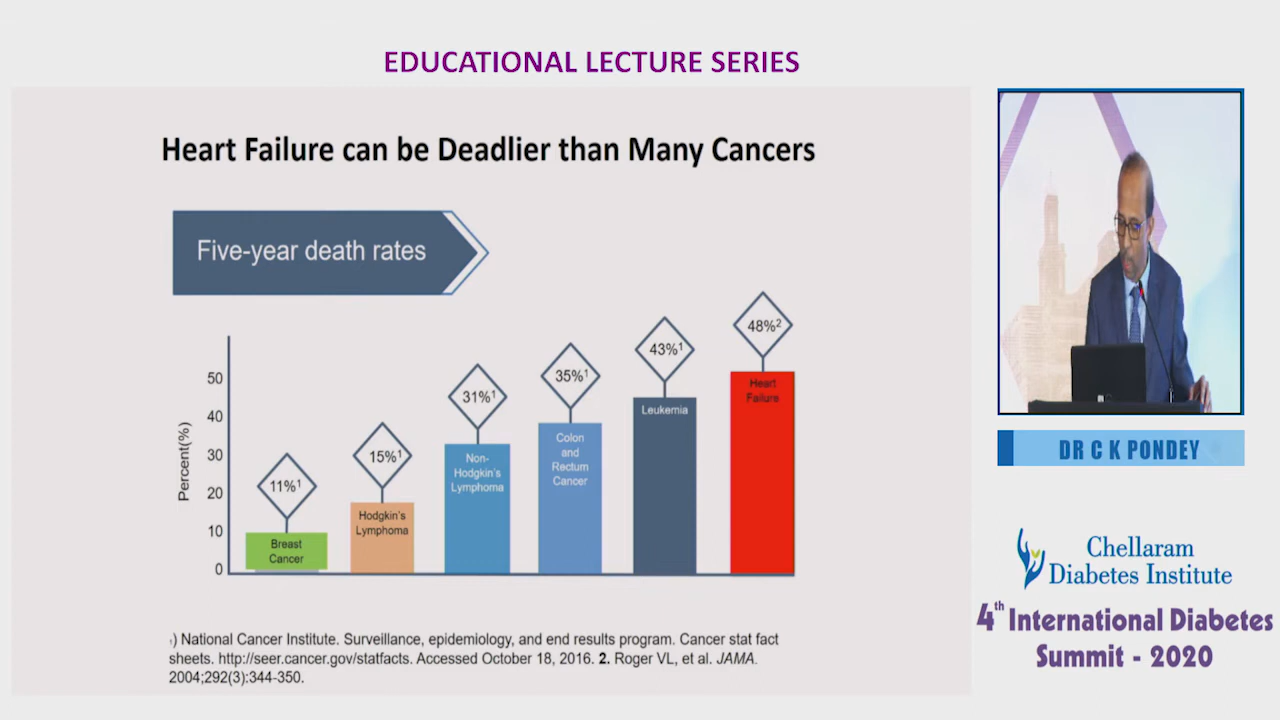 EDUCATIONAL LECTURE SERIES
Heart Failure can be Deadlier than Many Cancers
Five-year death rates
Percent(%)
50
40
30
20
10
0
11%¹
Breast
Cancer
15%¹
Hodgkin's
Lymphoma
31%¹
Non-
Hodgkin's
Lymphoma
35%¹
Colon
and
Rectum
Cancer
43%¹
Leukemia
48%²
Heart
Failure
₁) National Cancer Institute. Surveillance, epidemiology, and end results program. Cancer stat fact
sheets. http://seer.cancer.gov/statfacts. Accessed October 18, 2016. 2. Roger VL, et al. JAMA.
2004;292(3):344-350.
DR C K PONDEY
Chellaram
Diabetes Institute
4th International Diabetes
Summit - 2020